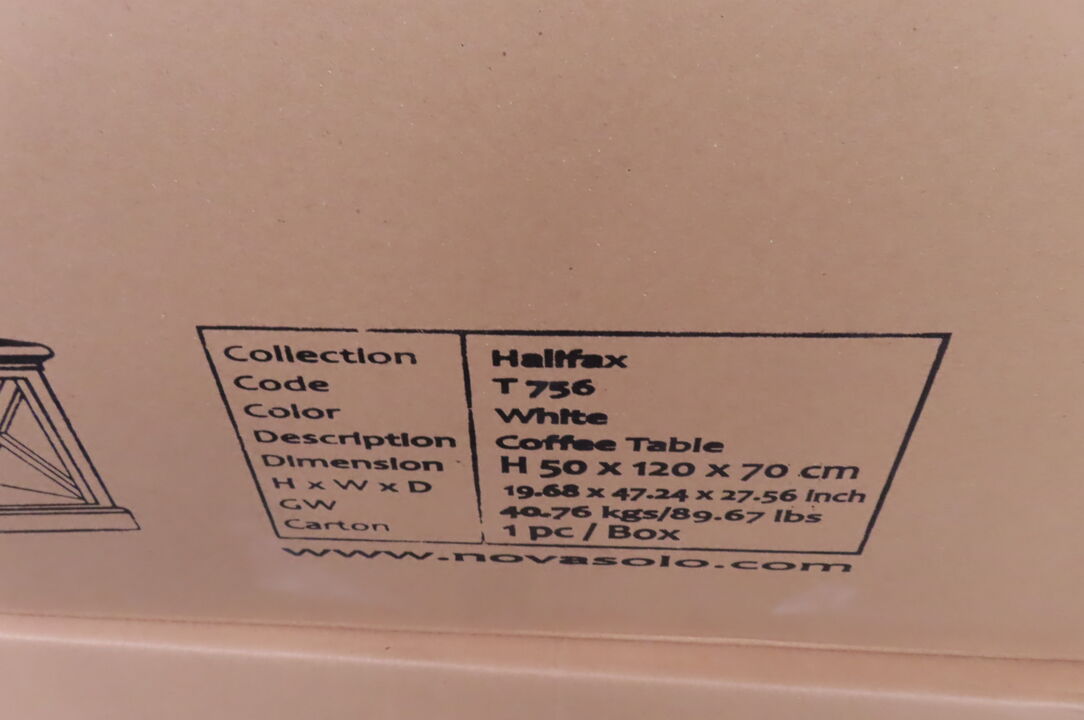 Collection Halifax
Code T 756
Color White
Description Coffee Table
Dimension H 50 x 120 x 70 cm
H x W x D 19.68 x 47.24 x 27.56 Inch
GW 40.76 kgs/89.67 lbs
Carton 1 pc / Box
www.novasolo.com